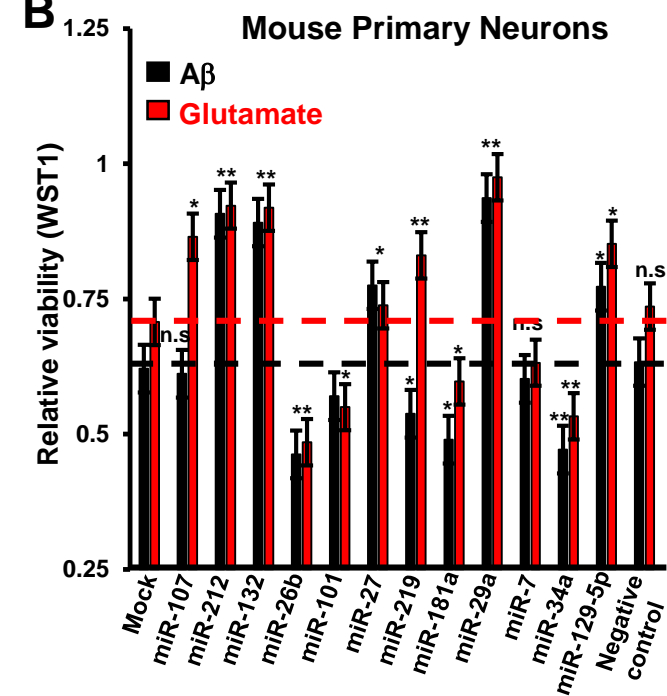 B
Mouse Primary Neurons
Aβ
Glutamate
Relative viability (WST1)
1.25
1
0.75
0.5
0.25
n.s
*
**
**
**
*
*
*
**
*
*
**
n.s
**
**
*
*
n.s
Mock
miR-107
miR-212
miR-132
miR-26b
miR-101
miR-27
miR-219
miR-181a
miR-29a
miR-7
miR-34a
miR-129-5p
Negative
control